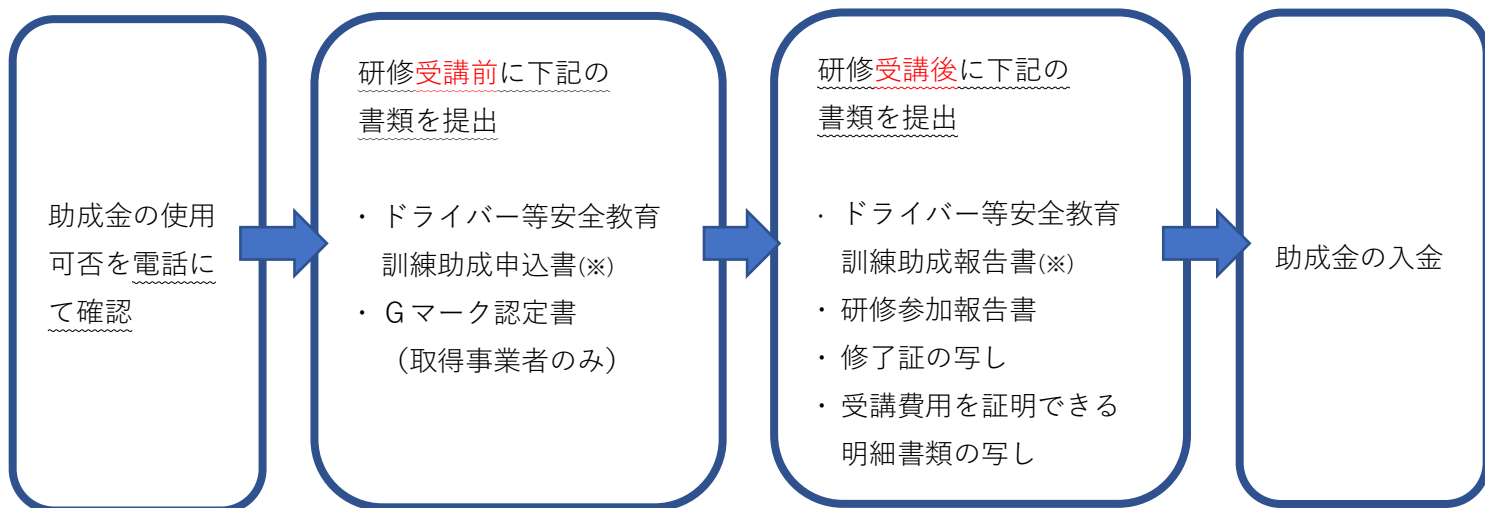 助成金の使用
可否を電話に
て確認
研修受講前に下記の
書類を提出
・ドライバー等安全教育
訓練助成申込書(※)
・Ｇマーク認定書
（取得事業者のみ）
研修受講後に下記の
書類を提出
・ドライバー等安全教育
訓練助成報告書(※)
・研修参加報告書
・修了証の写し
・受講費用を証明できる
明細書類の写し
助成金の入金